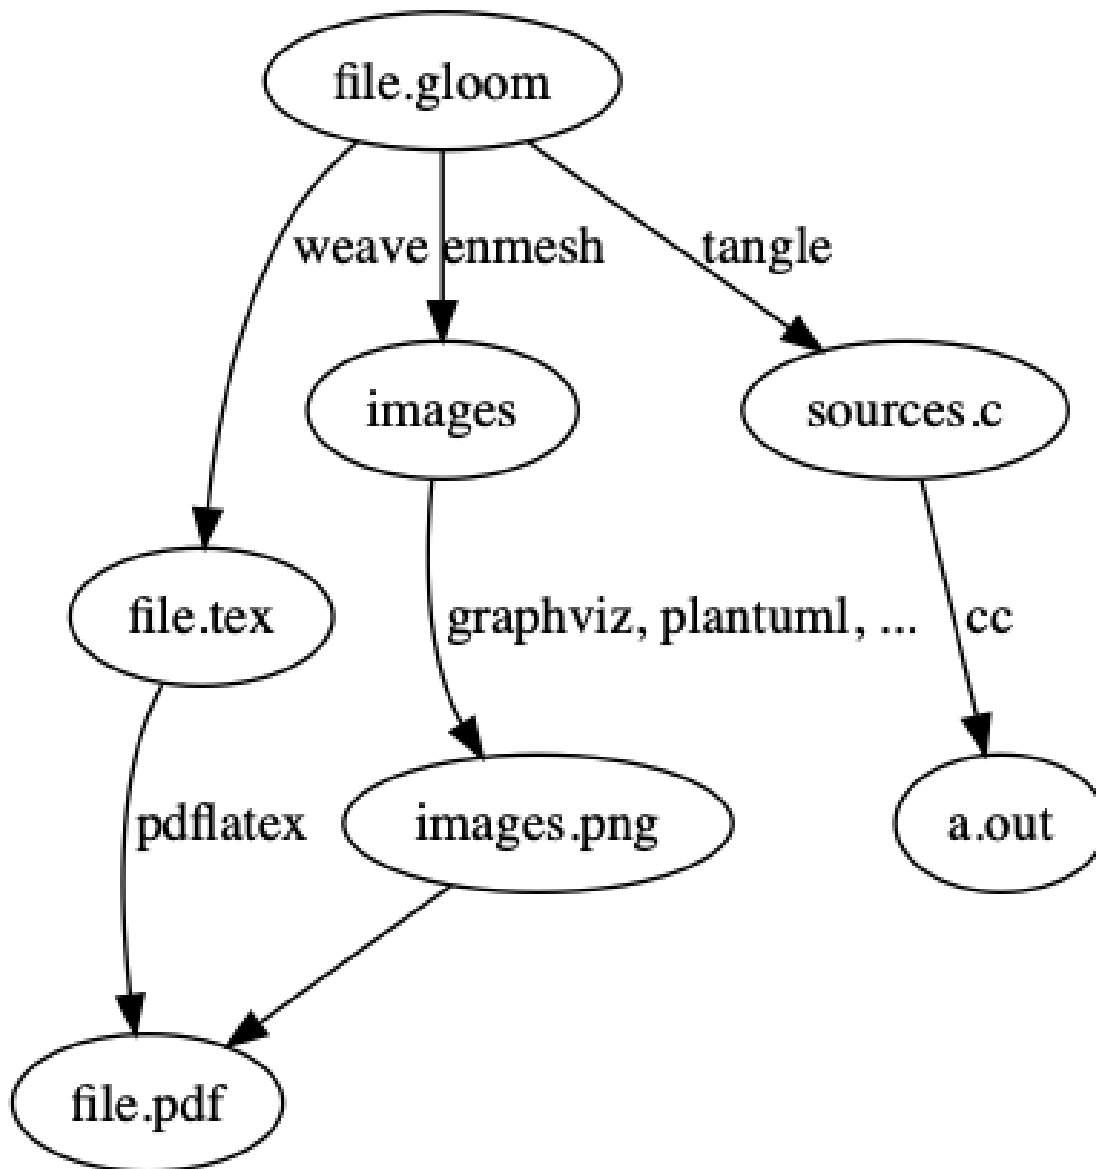 file.gloom
weave
enmesh
tangle
images
sources.c
file.tex
graphviz, plantuml, ...
cc
pdflatex
images.png
a.out
file.pdf